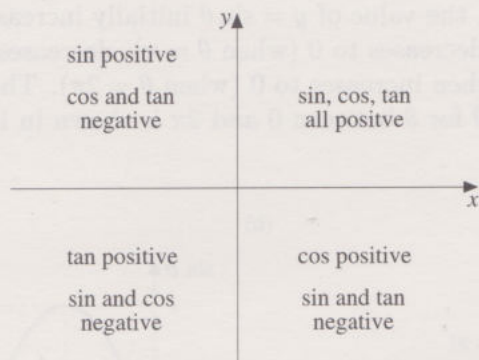 y
sin positive
cos and tan
negative
sin, cos, tan
all positve
x
tan positive
sin and cos
negative
cos positive
sin and tan
negative